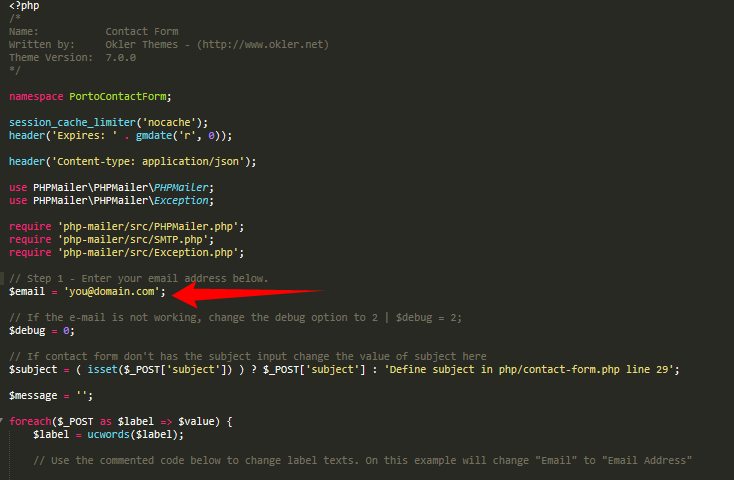 <?php
/*
Name: Contact Form
Written by: Okler Themes - (http://www.okler.net)
Theme Version: 7.0.0
*/
namespace PortoContactForm;
session_cache_limiter('nocache');
header('Expires: ' . gmdate('r', 0));
header('Content-type: application/json');
use PHPMailer\PHPMailer\PHPMailer;
use PHPMailer\PHPMailer\Exception;
require 'php-mailer/src/PHPMailer.php';
require 'php-mailer/src/SMTP.php';
require 'php-mailer/src/Exception.php';
// Step 1 - Enter your email address below.
$email = 'you@domain.com';
// If the e-mail is not working, change the debug option to 2 | $debug = 2;
$debug = 0;
// If contact form don't has the subject input change the value of subject here
$subject = ( isset($_POST['subject']) ) ? $_POST['subject'] : 'Define subject in php/contact-form.php line 29';
$message = '';
foreach($_POST as $label => $value) {
$label = ucwords($label);
// Use the commented code below to change label texts. On this example will change "Email" to "Email Address"